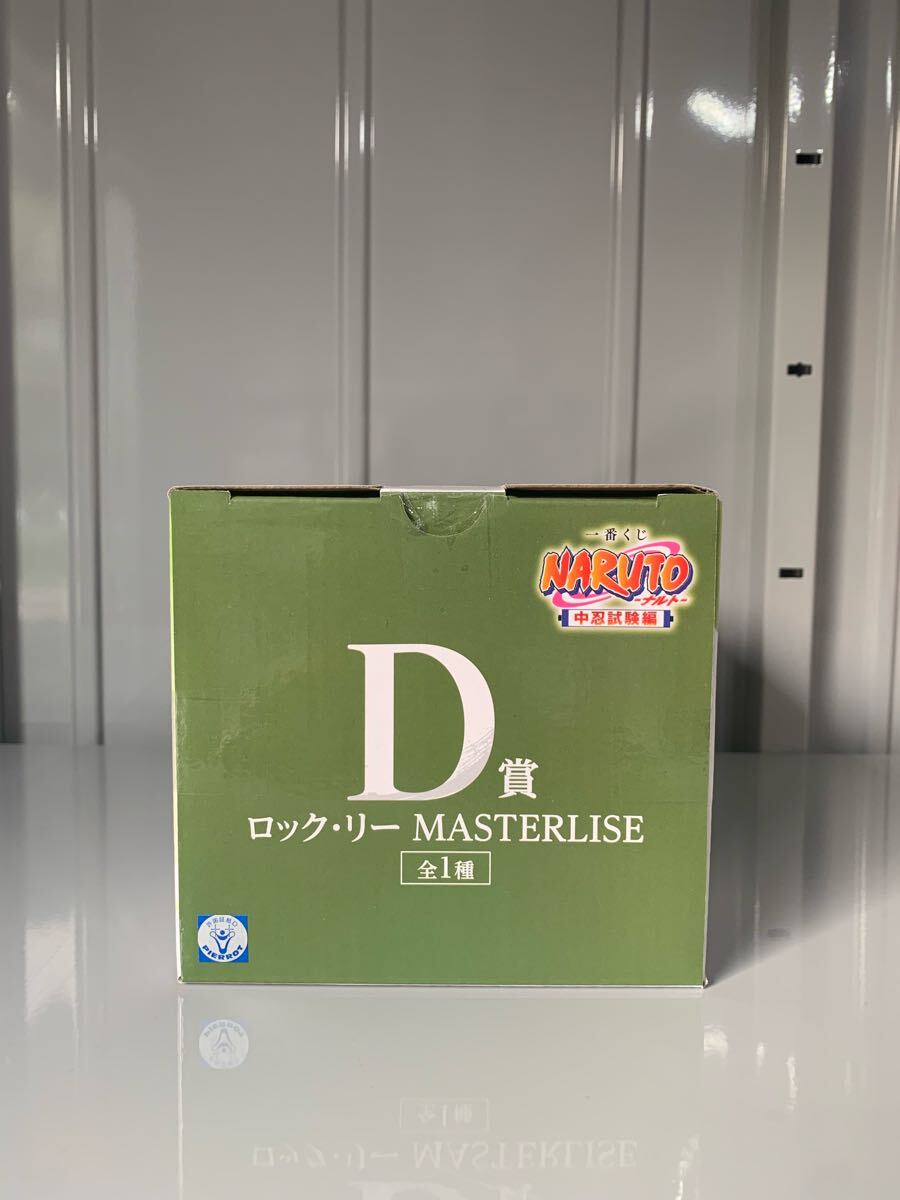 一番くじ
NARUTO
-ナルト-
中忍試験編
D賞
ロック・リー MASTERLISE
全1種
PIERROT